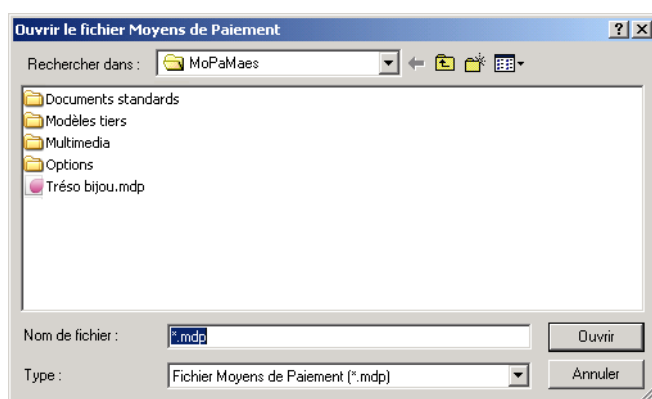 Ouvrir le fichier Moyens de Paiement
Rechercher dans : MoPaMaes
Documents standards
Modèles tiers
Multimedia
Options
Tréso bijou.mdp
Nom de fichier : *.mdp Ouvrir
Type : Fichier Moyens de Paiement (*.mdp) Annuler